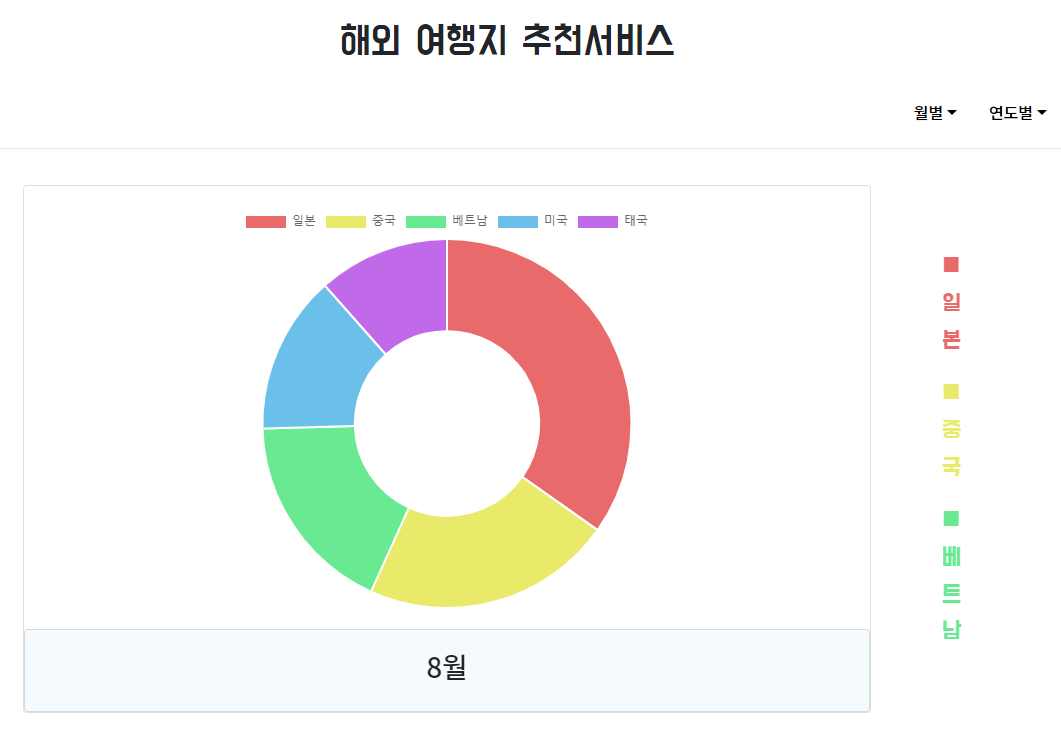 해외 여행지 추천서비스
월별 연도별
일본 중국 베트남 미국 태국
8월
■
일
본
■
중
국
■
베
트
남